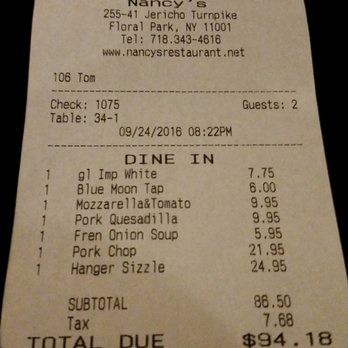 Nancy's
255-41 Jericho Turnpike
Floral Park, NY 11001
Tel: 718.343-4616
www.nancysrestaurant.net
106 Tom
Check: 1075 Guests: 2
Table: 34-1
09/24/2016 08:22PM
DINE IN
1 gl Imp White 7.75
1 Blue Moon Tap 6.00
1 Mozzarella&Tomato 9.95
1 Pork Quesadilla 9.95
1 Fren Onion Soup 5.95
1 Pork Chop 21.95
1 Hanger Sizzle 24.95
SUBTOTAL 86.50
Tax 7.68
TOTAL DUE $94.18